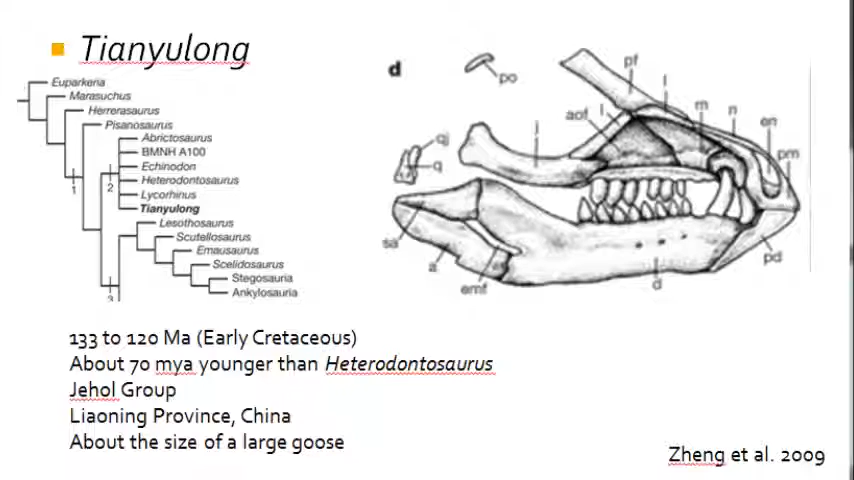 Tianyulong
Euparkeria
Marasuchus
Herrerasaurus
Pisanosaurus
Abrictosaurus
BMNH A100
Echinodon
Heterodontosaurus
Lycorhinus
Tianyulong
Lesothosaurus
Scutellosaurus
Emausaurus
Scelidosaurus
Stegosauria
Ankylosauria
1
2
3
d
po
pf
l
aof
l
m
n
en
pm
j
qj
q
sa
a
emf
d
pd
133 to 120 Ma (Early Cretaceous)
About 70 mya younger than Heterodontosaurus
Jehol Group
Liaoning Province, China
About the size of a large goose
Zheng et al. 2009